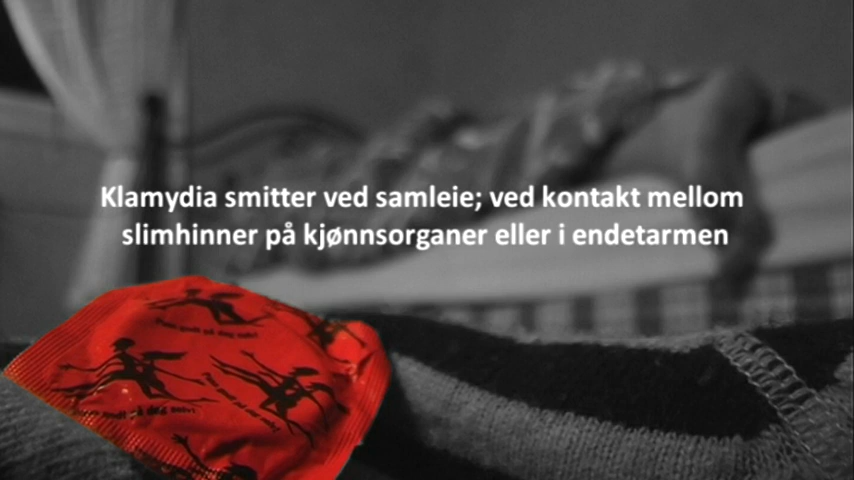 Klamydia smitter ved samleie; ved kontakt mellom
slimhinner på kjønnsorganer eller i endetarmen